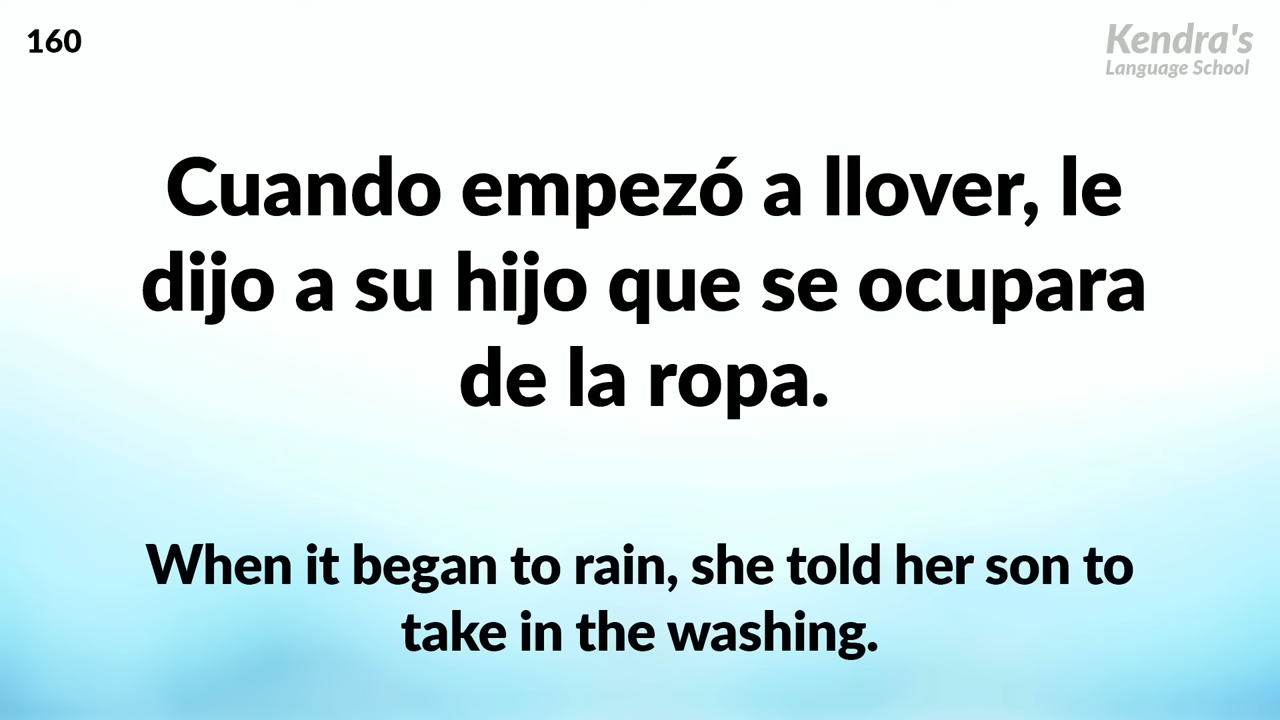 160
Kendra's
Language School
Cuando empezó a llover, le
dijo a su hijo que se ocupara
de la ropa.
When it began to rain, she told her son to
take in the washing.